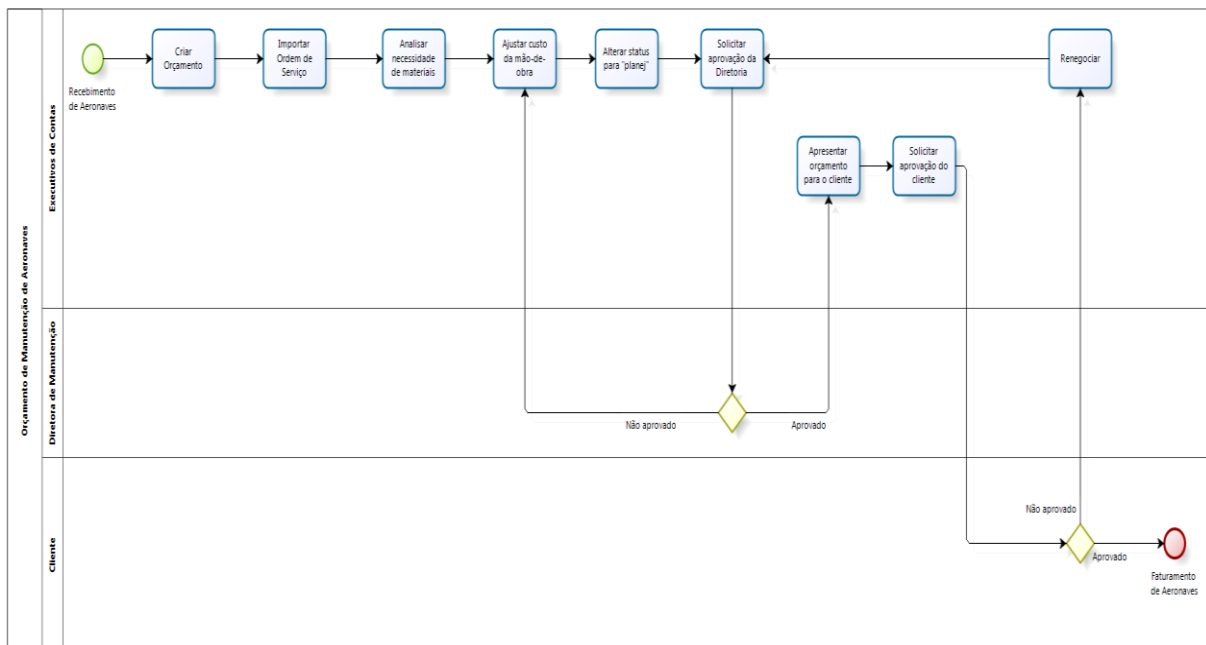 Orçamento de Manutenção de Aeronaves
Executivos de Contas
Recebimento
de Aeronaves
Criar
Orçamento
Importar
Ordem de
Serviço
Analisar
necessidade
de materiais
Ajustar custo
da mão-de-
obra
Alterar status
para "planej"
Solicitar
aprovação da
Diretoria
Renegociar
Apresentar
orçamento
para o cliente
Solicitar
aprovação do
cliente
Diretora de Manutenção
Não aprovado
Aprovado
Cliente
Não aprovado
Aprovado
Faturamento
de Aeronaves